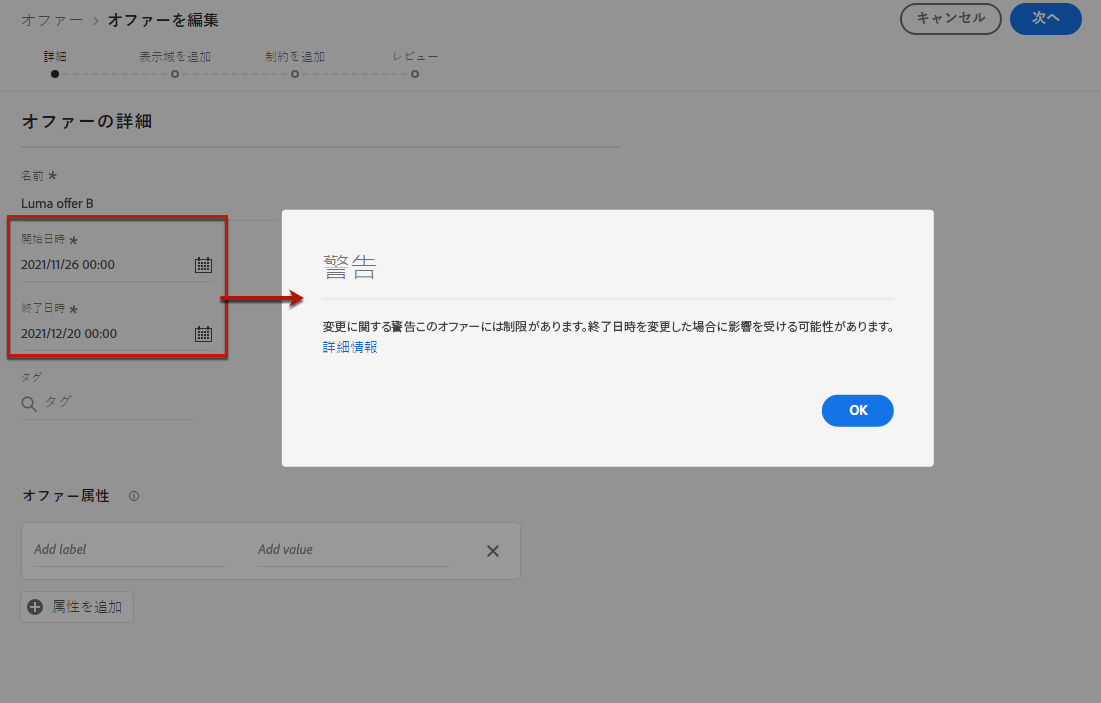 オファー > オファーを編集
キャンセル
次へ
詳細
表示域を追加
制約を追加
レビュー
オファーの詳細
名前 *
Luma offer B
開始日時 *
2021/11/26 00:00
終了日時 *
2021/12/20 00:00
タグ
タグ
警告
変更に関する警告このオファーには制限があります。終了日時を変更した場合に影響を受ける可能性があります。
詳細情報
OK
オファー属性
Add label
Add value
属性を追加